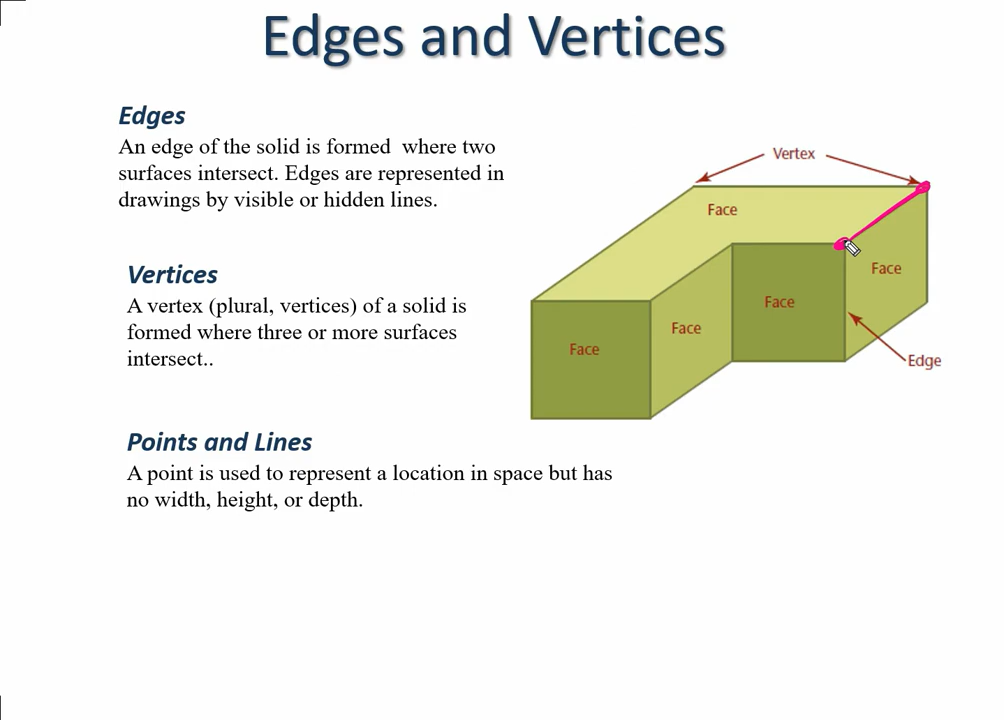 Edges and Vertices
Edges
An edge of the solid is formed where two
surfaces intersect. Edges are represented in
drawings by visible or hidden lines.
Vertices
A vertex (plural, vertices) of a solid is
formed where three or more surfaces
intersect..
Points and Lines
A point is used to represent a location in space but has
no width, height, or depth.
Vertex
Face
Face
Face
Face
Face
Edge